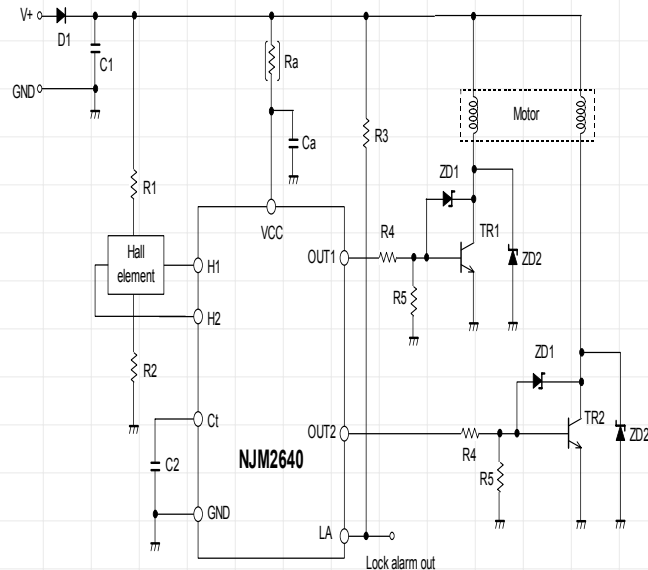 V+
D1
C1
GND
Ra
Ca
R3
Motor
R1
ZD1
VCC
R4
TR1
Hall
element
H1
OUT1
ZD2
R5
H2
ZD1
R2
Ct
OUT2
TR2
R4
ZD2
C2
NJM2640
R5
GND
LA
Lock alarm out